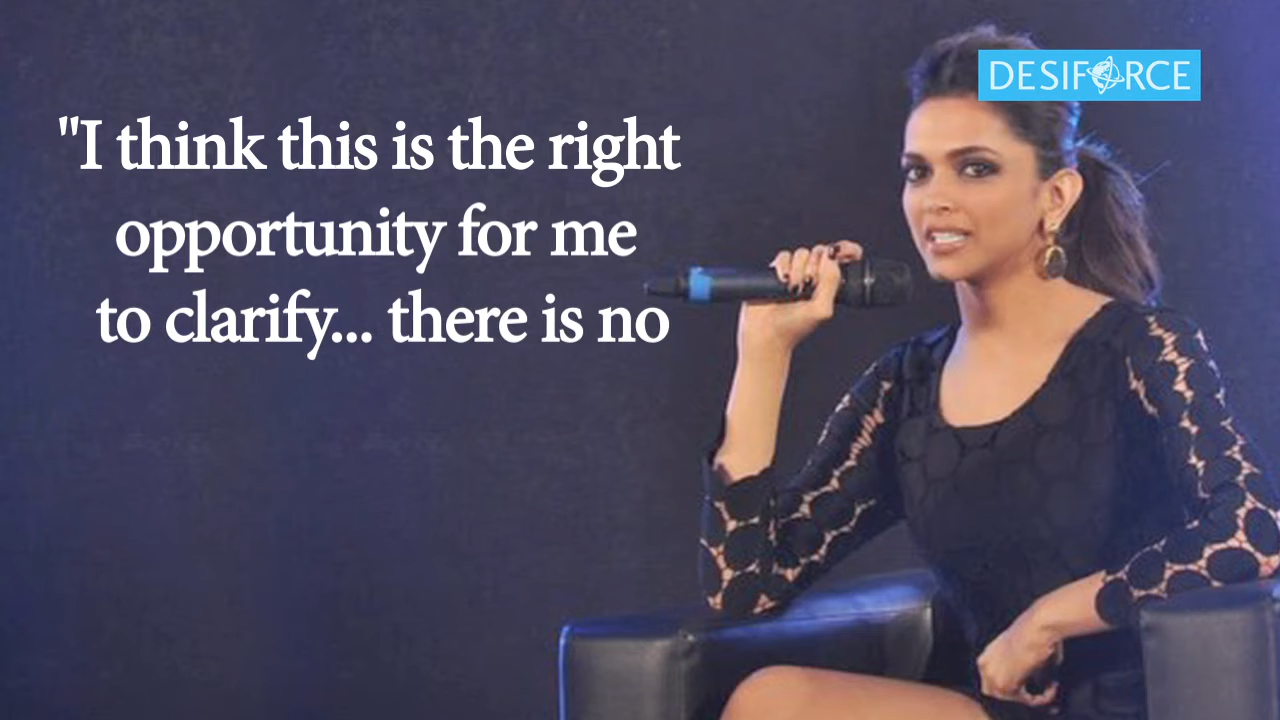 DESIFORCE
"I think this is the right
opportunity for me
to clarify... there is no